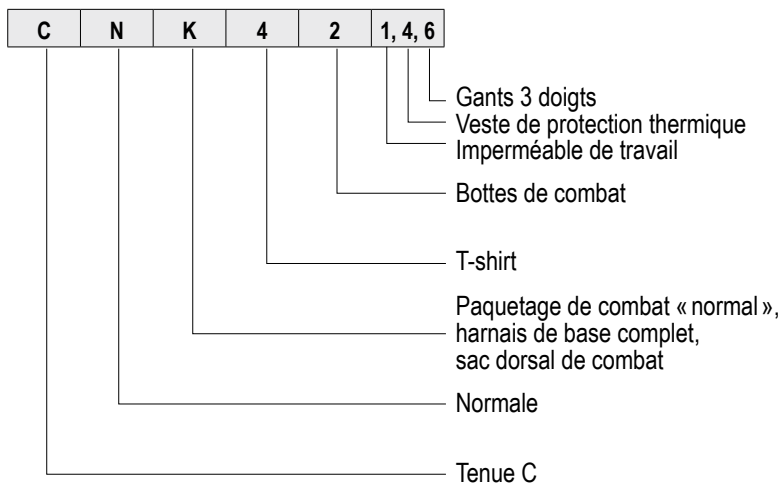 C N K 4 2 1, 4, 6
Gants 3 doigts
Veste de protection thermique
Imperméable de travail
Bottes de combat
T-shirt
Paquetage de combat « normal »,
harnais de base complet,
sac dorsal de combat
Normale
Tenue C